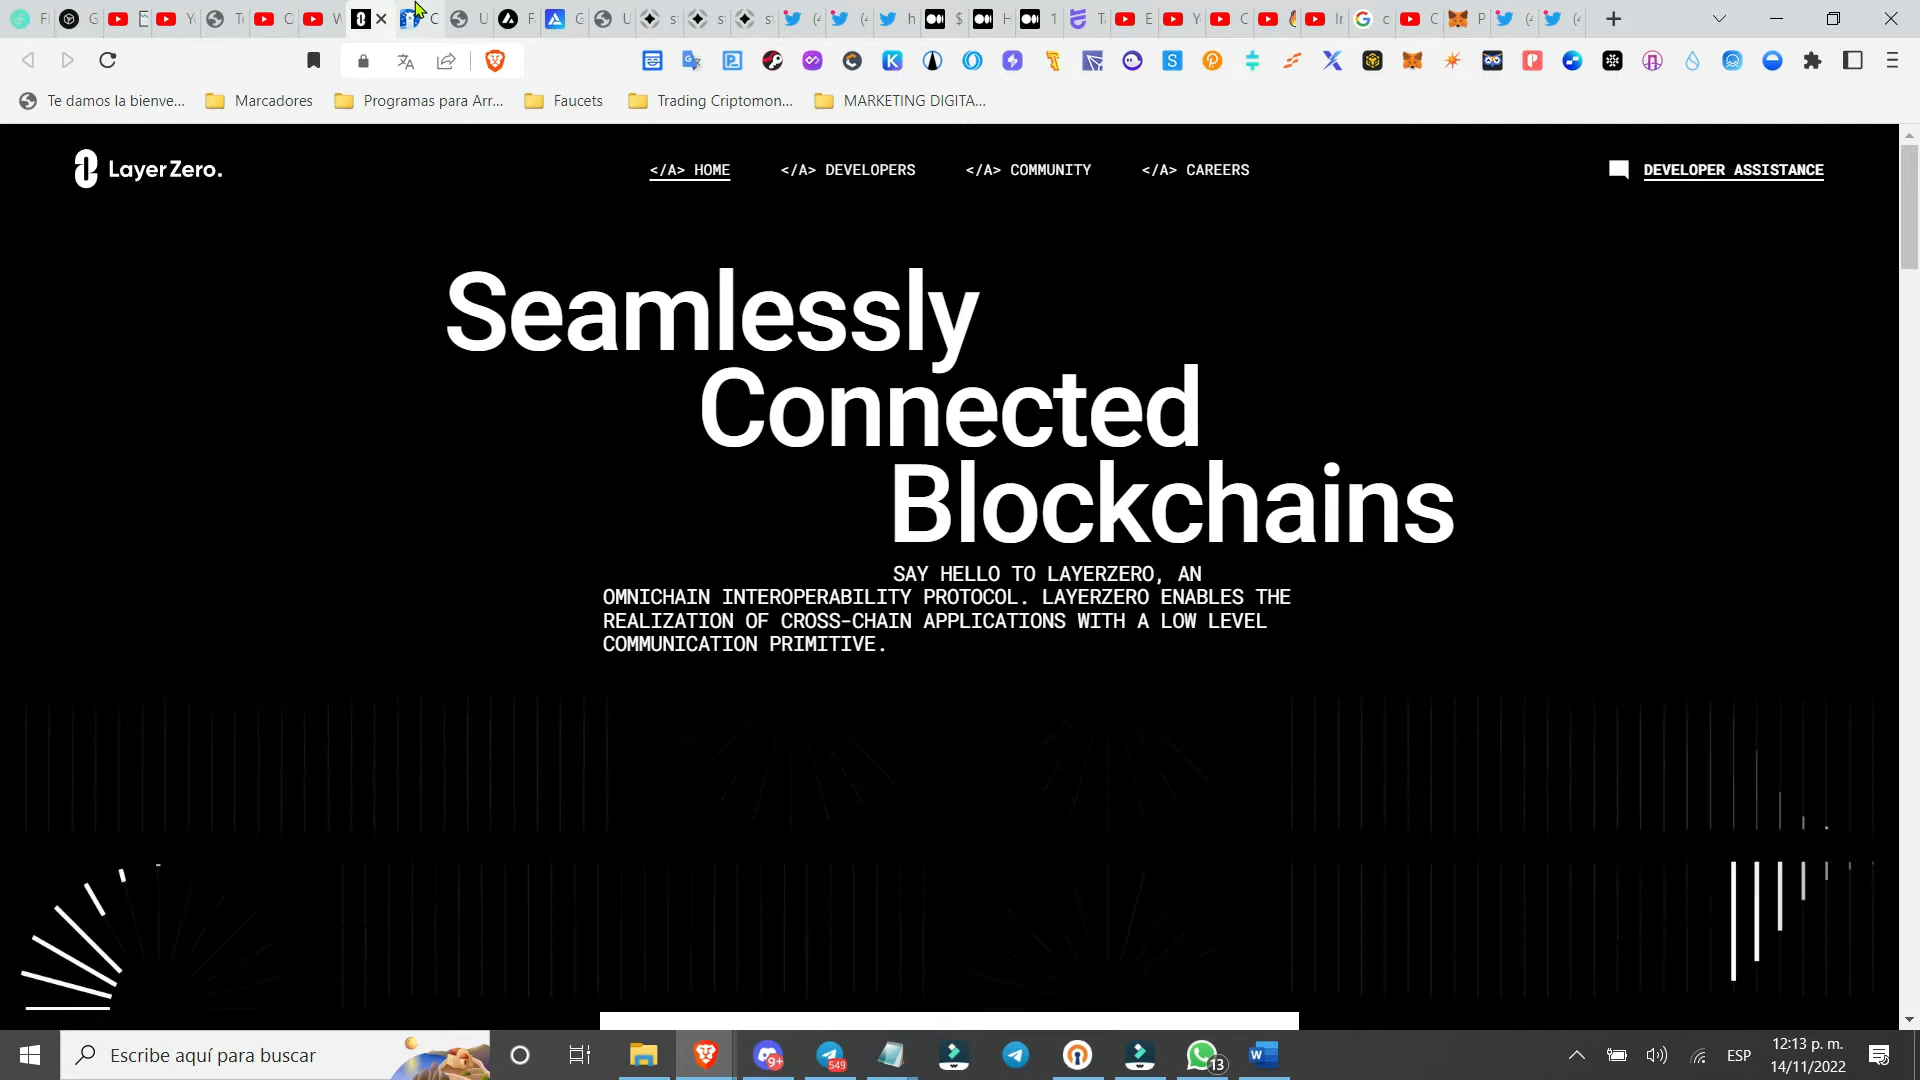 Te damos la bienve...
Marcadores
Programas para Arr...
Faucets
Trading Criptomon...
MARKETING DIGITA...
LayerZero.
</A> HOME
</A> DEVELOPERS
</A> COMMUNITY
</A> CAREERS
DEVELOPER ASSISTANCE
Seamlessly
Connected
Blockchains
SAY HELLO TO LAYERZERO, AN
OMNICHAIN INTEROPERABILITY PROTOCOL. LAYERZERO ENABLES THE
REALIZATION OF CROSS-CHAIN APPLICATIONS WITH A LOW LEVEL
COMMUNICATION PRIMITIVE.
Escribe aquí para buscar
9+
549
13
ESP
12:13 p. m.
14/11/2022